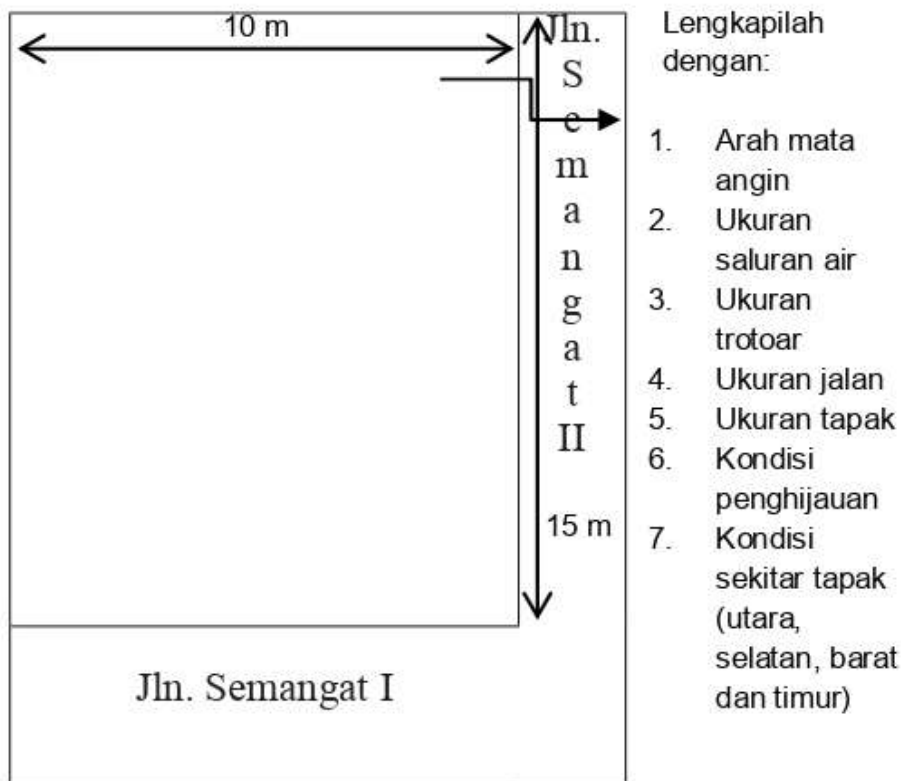 10 m
Jln.
S
e
m
a
n
g
a
t
II
15 m
Jln. Semangat I
Lengkapilah
dengan:
1. Arah mata
angin
2. Ukuran
saluran air
3. Ukuran
trotoar
4. Ukuran jalan
5. Ukuran tapak
6. Kondisi
penghijauan
7. Kondisi
sekitar tapak
(utara,
selatan, barat
dan timur)